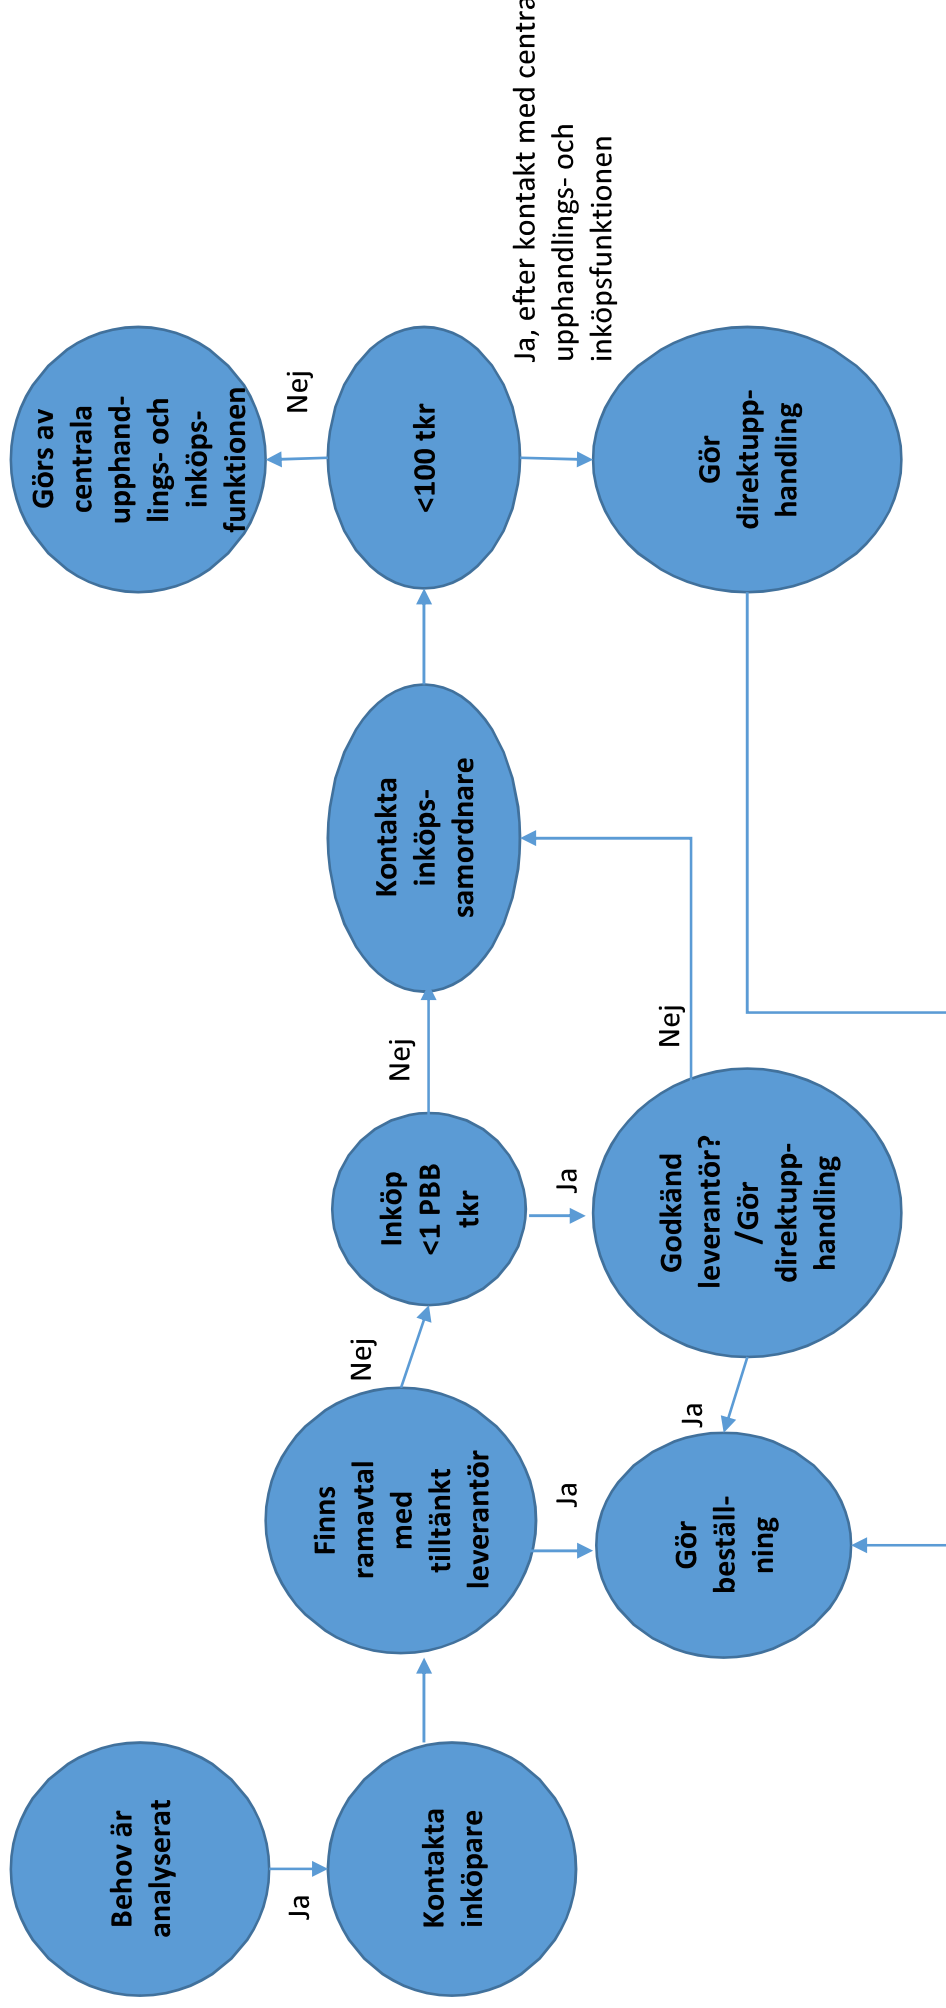 Behov är
analyserat
Ja
Kontakta
inköpare
Finns
ramavtal
med
tilltänkt
leverantör
Nej
Ja
Gör
beställ-
ning
Inköp
<1 PBB
tkr
Nej
Ja
Godkänd
leverantör?
/Gör
direktupp-
handling
Ja
Nej
Kontakta
inköps-
samordnare
<100 tkr
Nej
Görs av
centrala
upphand-
lings- och
inköps-
funktionen
Ja, efter kontakt med centra
upphandlings- och
inköpsfunktionen
Gör
direktupp-
handling